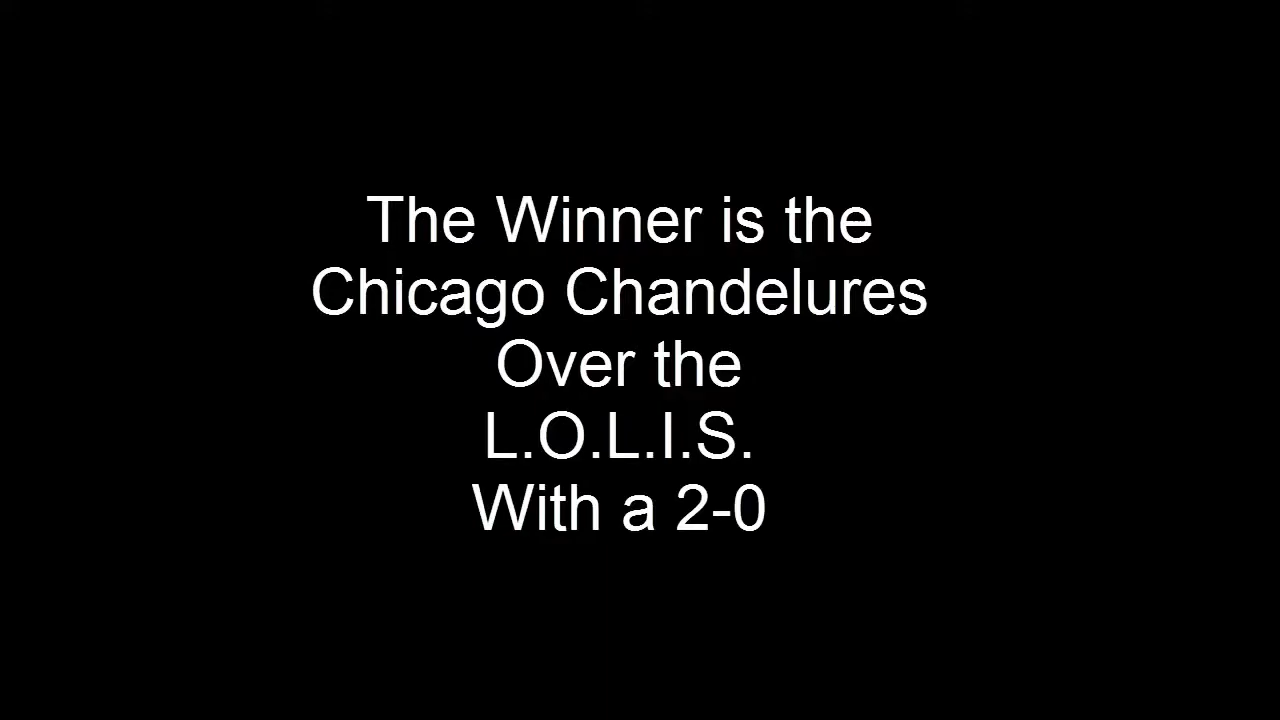 The Winner is the
Chicago Chandelures
Over the
L.O.L.I.S.
With a 2-0